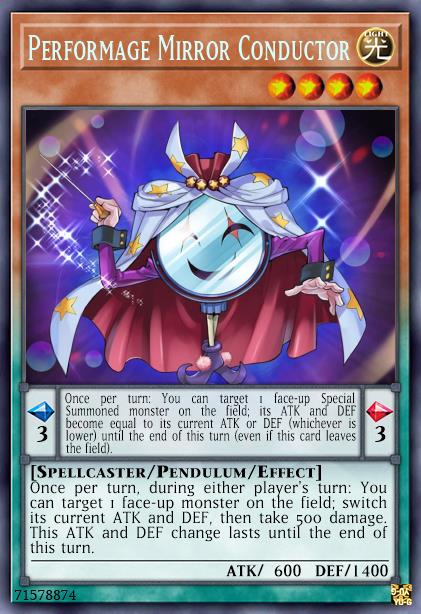 Performage Mirror Conductor
LIGHT
光
Once per turn: You can target 1 face-up Special
Summoned monster on the field; its ATK and DEF
become equal to its current ATK or DEF (whichever is
lower) until the end of this turn (even if this card leaves
the field).
3
3
[Spellcaster/Pendulum/Effect]
Once per turn, during either player's turn: You
can target 1 face-up monster on the field; switch
its current ATK and DEF, then take 500 damage.
This ATK and DEF change lasts until the end of
this turn.
ATK/ 600 DEF/1400
71578874